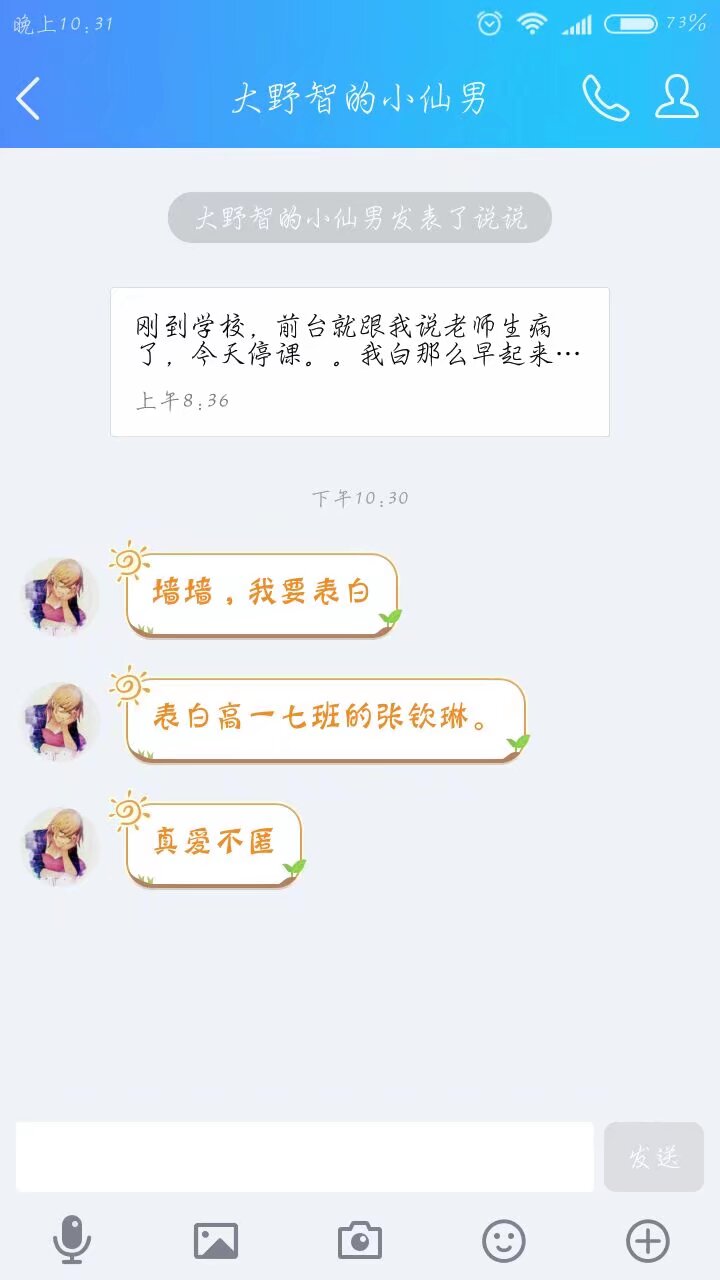 晚上10:31
73%
大野智的小仙男
大野智的小仙男发表了说说
刚到学校，前台就跟我说老师生病
了，今天停课。。我白那么早起来…
上午8:36
下午10:30
墙墙，我要表白
表白高一七班的张钦琳。
真爱不匿
发送